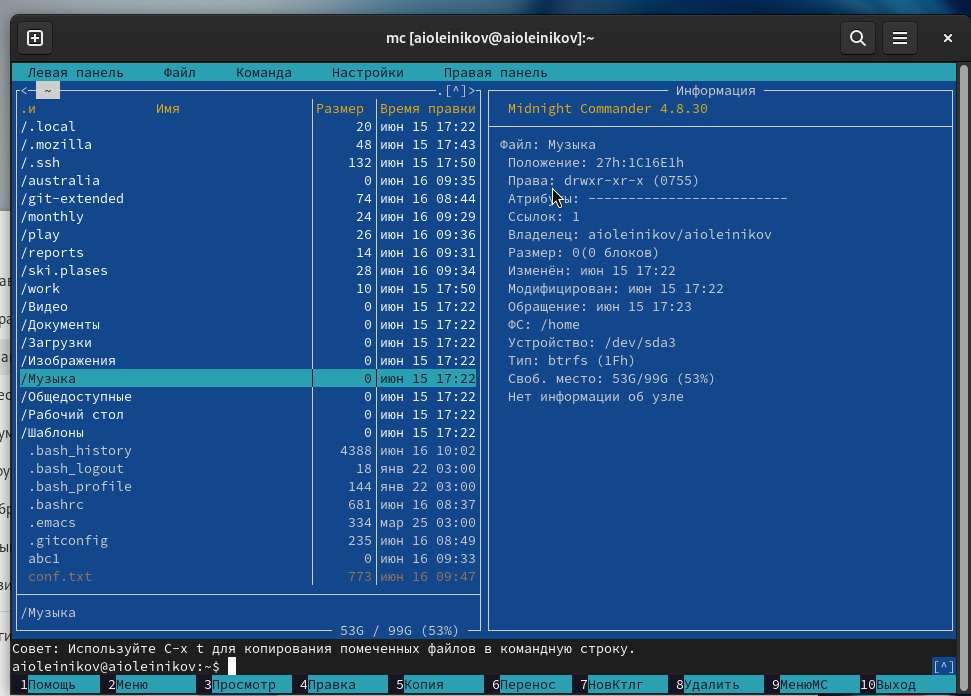 mc [aioleinikov@aioleinikov]:~
Левая панель Файл Команда Настройки Правая панель
<─ ~ .[^]>
.и Имя Размер Время правки
/.local 20 июн 15 17:22
/.mozilla 48 июн 15 17:43
/.ssh 132 июн 15 17:50
/australia 0 июн 16 09:35
/git-extended 74 июн 16 08:44
/monthly 24 июн 16 09:29
/play 26 июн 16 09:36
/reports 14 июн 16 09:31
/ski.plases 28 июн 16 09:34
/work 10 июн 15 17:50
/Видео 0 июн 15 17:22
/Документы 0 июн 15 17:22
/Загрузки 0 июн 15 17:22
/Изображения 0 июн 15 17:22
/Музыка 0 июн 15 17:22
/Общедоступные 0 июн 15 17:22
/Рабочий стол 0 июн 15 17:22
/Шаблоны 0 июн 15 17:22
.bash_history 4388 июн 16 10:02
.bash_logout 18 янв 22 03:00
.bash_profile 144 янв 22 03:00
.bashrc 681 июн 16 08:37
.emacs 334 мар 25 03:00
.gitconfig 235 июн 16 08:49
abc1 0 июн 16 09:33
conf.txt 773 июн 16 09:47
/Музыка
53G / 99G (53%)
Информация
Midnight Commander 4.8.30
Файл: Музыка
Положение: 27h:1C16E1h
Права: drwxr-xr-x (0755)
Атрибуты: -------------------------
Ссылок: 1
Владелец: aioleinikov/aioleinikov
Размер: 0(0 блоков)
Изменён: июн 15 17:22
Модифицирован: июн 15 17:22
Обращение: июн 15 17:23
ФС: /home
Устройство: /dev/sda3
Тип: btrfs (1Fh)
Своб. место: 53G/99G (53%)
Нет информации об узле
Совет: Используйте C-x t для копирования помеченных файлов в командную строку.
aioleinikov@aioleinikov:~$ [^]
1Помощь 2Меню 3Просмотр 4Правка 5Копия 6Перенос 7НовКтлг 8Удалить 9МенюMC 10Выход